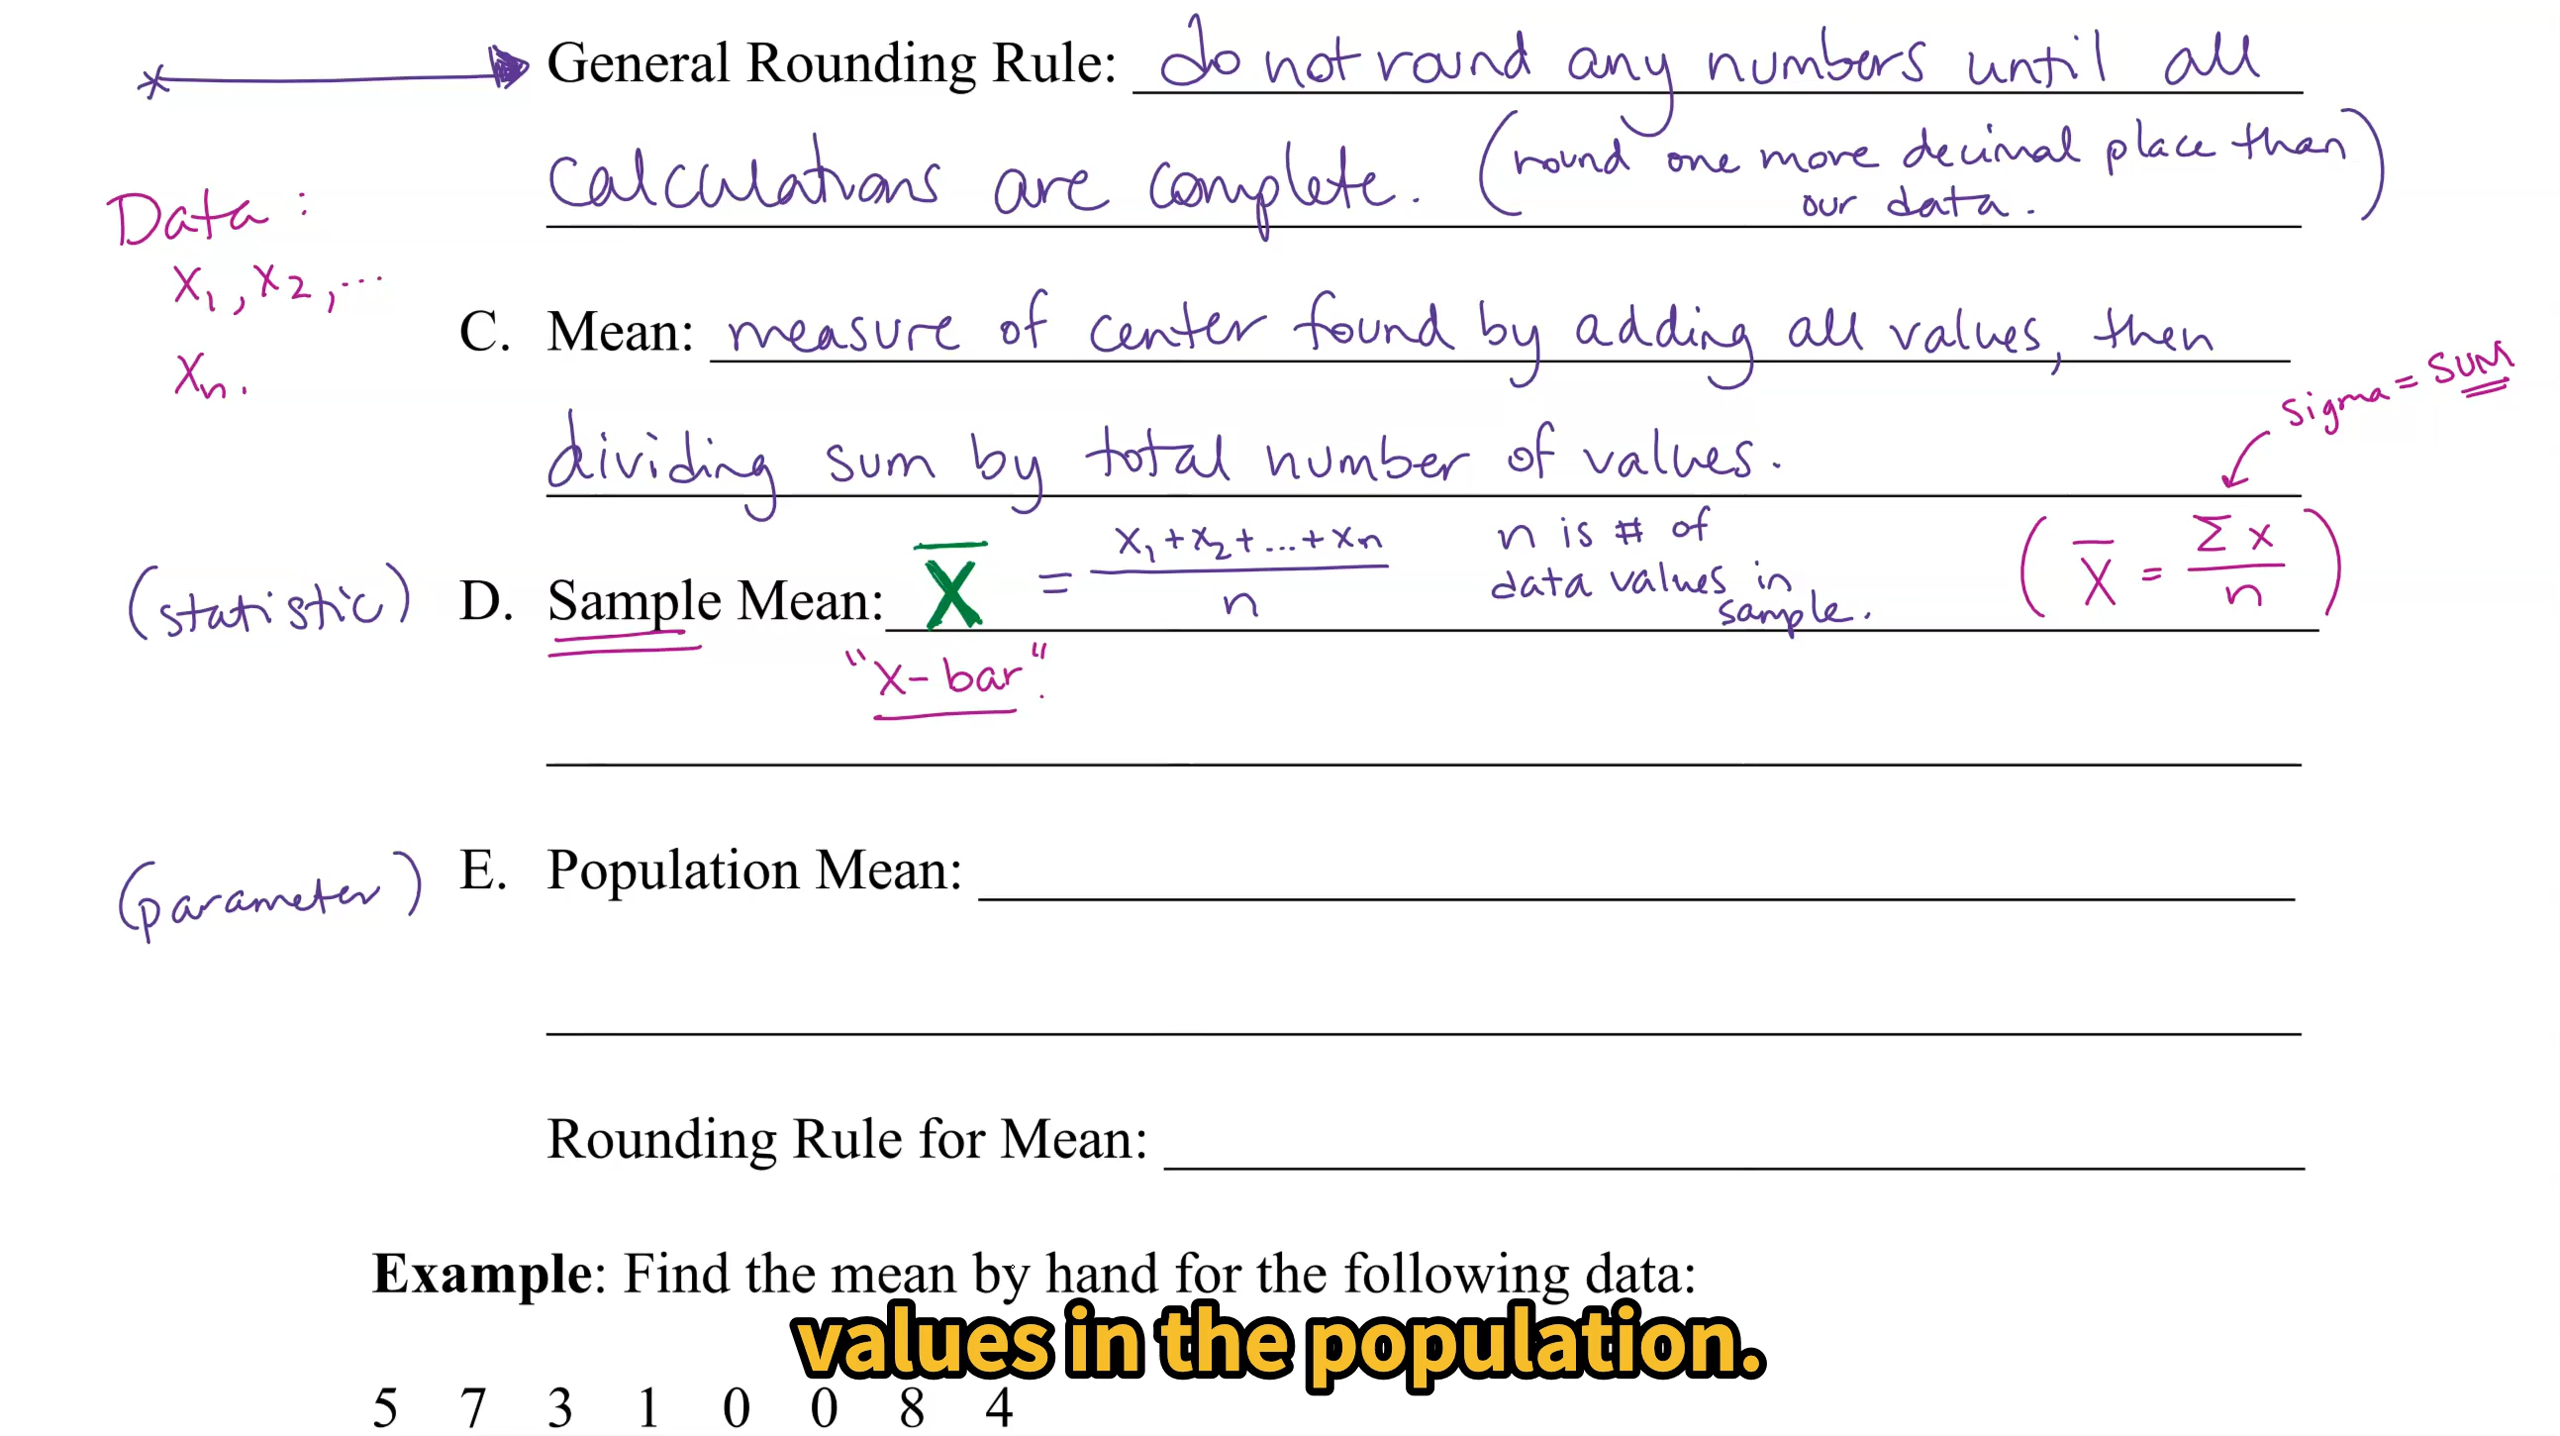 General Rounding Rule: do not round any numbers until all
calculations are complete. (round one more decimal place than
our data.)
Data:
x₁, x₂, ...
xₙ.
C. Mean: measure of center found by adding all values, then
dividing sum by total number of values.
sigma = SUM
(statistic) D. Sample Mean: x̄ = x₁+x₂+...+xₙ / n n is # of data values in sample. (x̄ = Σx / n)
"x-bar".
(parameter) E. Population Mean:
Rounding Rule for Mean:
Example: Find the mean by hand for the following data:
values in the population.
5 7 3 1 0 0 8 4